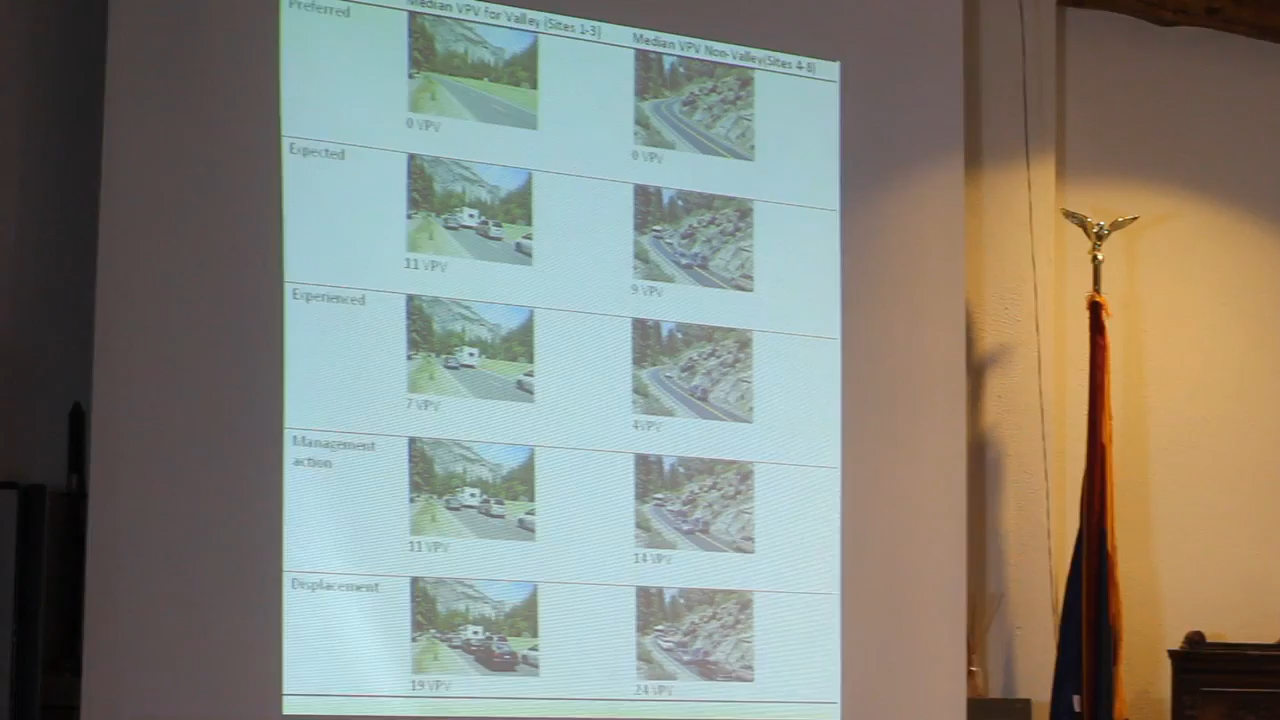 Preferred
Median VPV for Valley (Sites 1-3)
Median VPV Non-Valley(Sites 4-8)
0 VPV
0 VPV
Expected
11 VPV
9 VPV
Experienced
7 VPV
4VPV
Management
action
11 VPV
14 VPV
Displacement
19 VPV
24 VPV